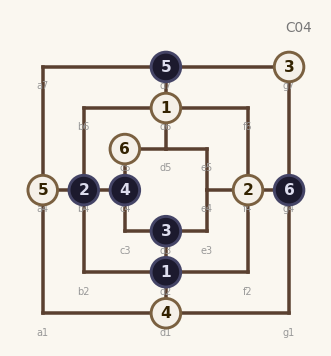 C04
5 3
a7 d7 g7
1
b6 d6 f6
6
c5 d5 e5
5 2 4 2 6
a4 b4 c4 e4 f4 g4
3
c3 d3 e3
1
b2 d2 f2
4
a1 d1 g1